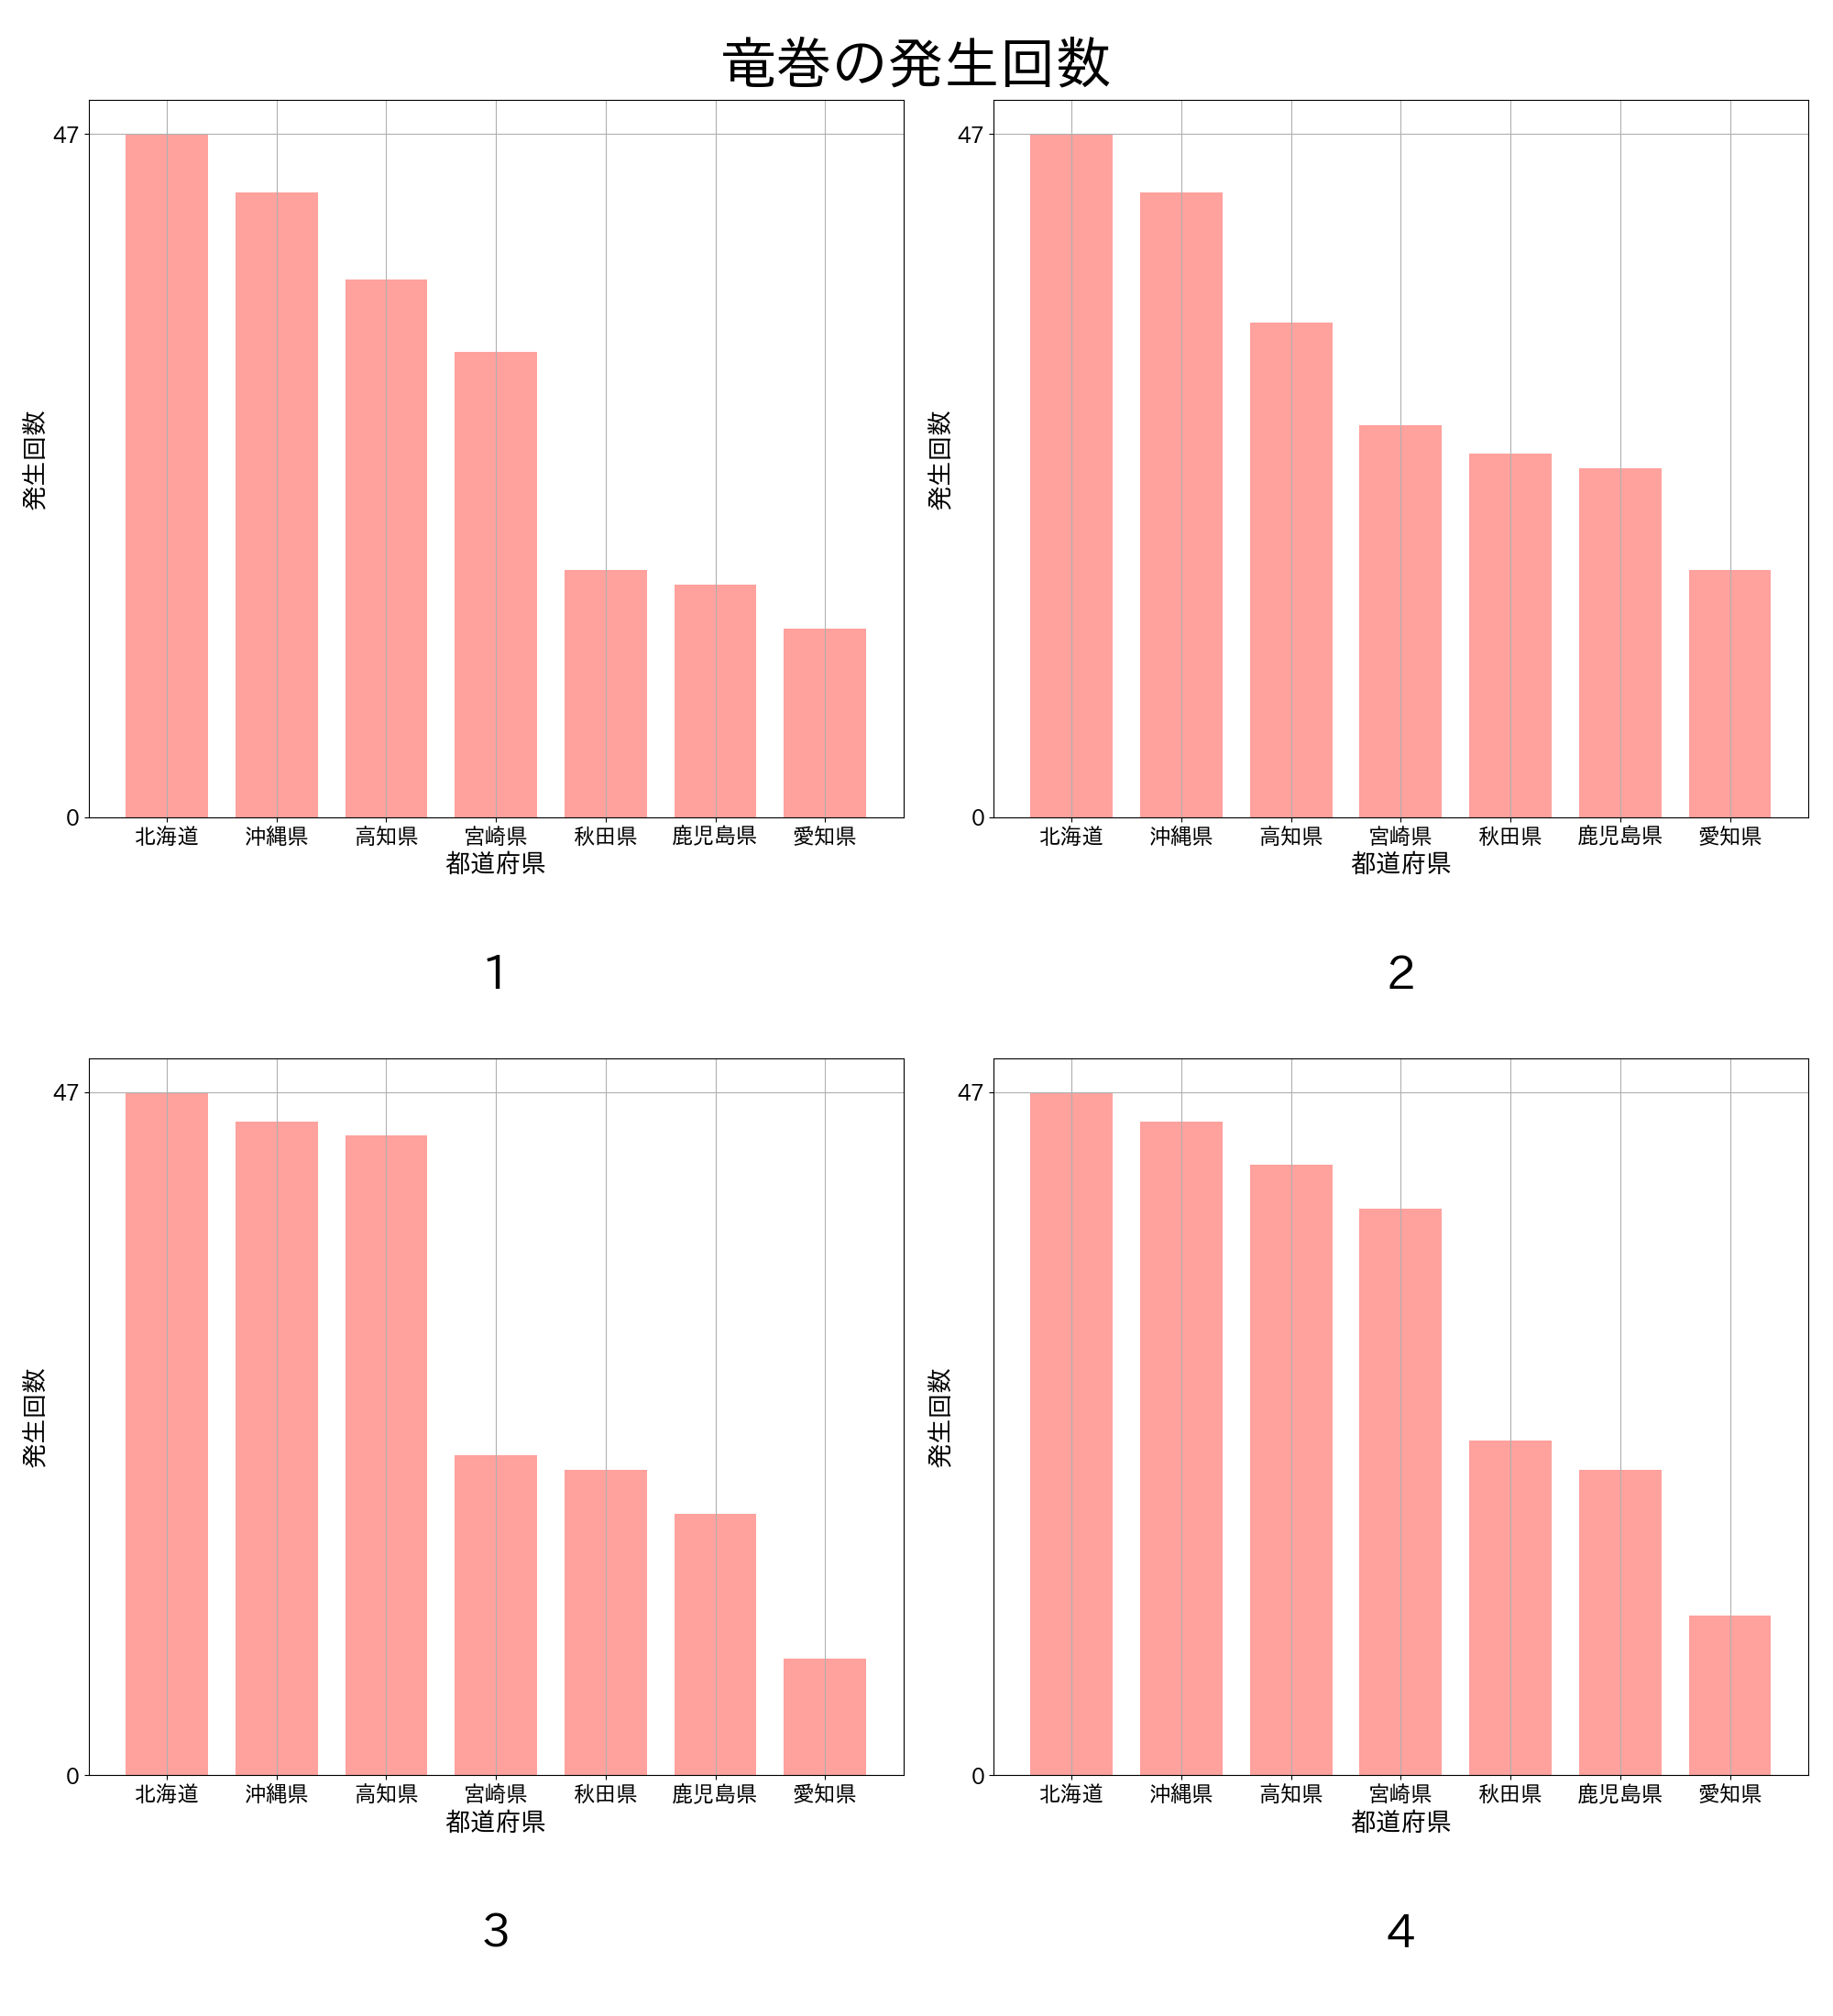 竜巻の発生回数
47
0
発生回数
北海道 沖縄県 高知県 宮崎県 秋田県 鹿児島県 愛知県
都道府県
1
47
0
発生回数
北海道 沖縄県 高知県 宮崎県 秋田県 鹿児島県 愛知県
都道府県
2
47
0
発生回数
北海道 沖縄県 高知県 宮崎県 秋田県 鹿児島県 愛知県
都道府県
3
47
0
発生回数
北海道 沖縄県 高知県 宮崎県 秋田県 鹿児島県 愛知県
都道府県
4